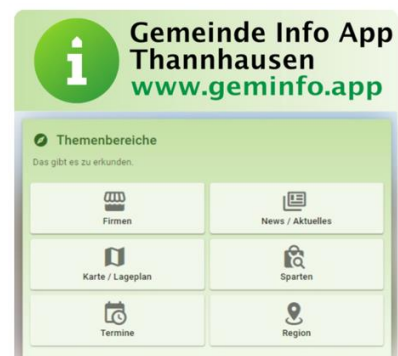 Gemeinde Info App
Thannhausen
www.geminfo.app
Themenbereiche
Das gibt es zu erkunden.
Firmen
News / Aktuelles
Karte / Lageplan
Sparten
Termine
Region